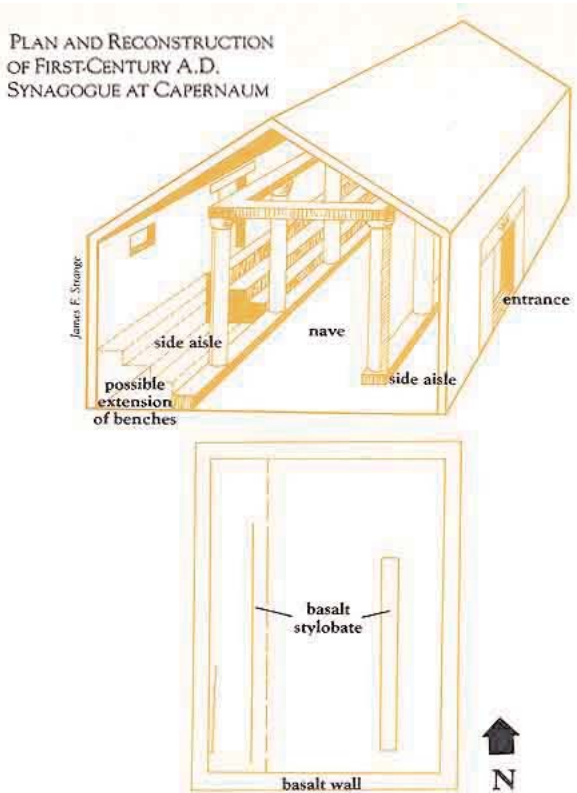 PLAN AND RECONSTRUCTION
OF FIRST-CENTURY A.D.
SYNAGOGUE AT CAPERNAUM
James F. Strange
entrance
nave
side aisle
side aisle
possible
extension
of benches
basalt
stylobate
basalt wall
N